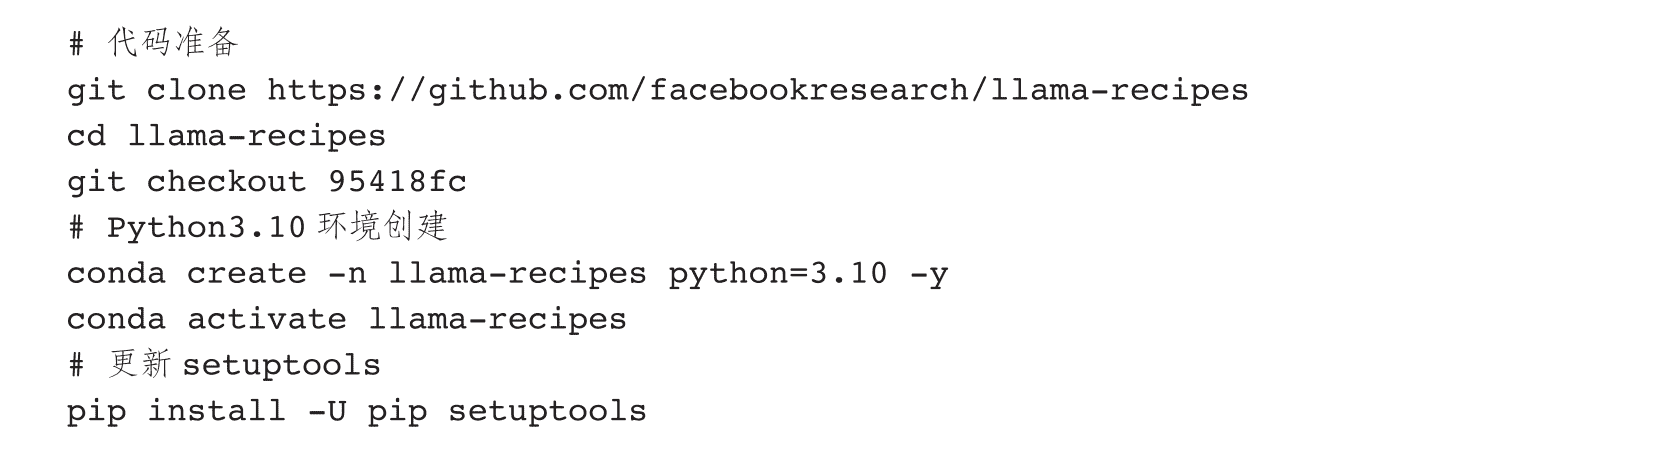 # 代码准备
git clone https://github.com/facebookresearch/llama-recipes
cd llama-recipes
git checkout 95418fc
# Python3.10 环境创建
conda create -n llama-recipes python=3.10 -y
conda activate llama-recipes
# 更新 setuptools
pip install -U pip setuptools